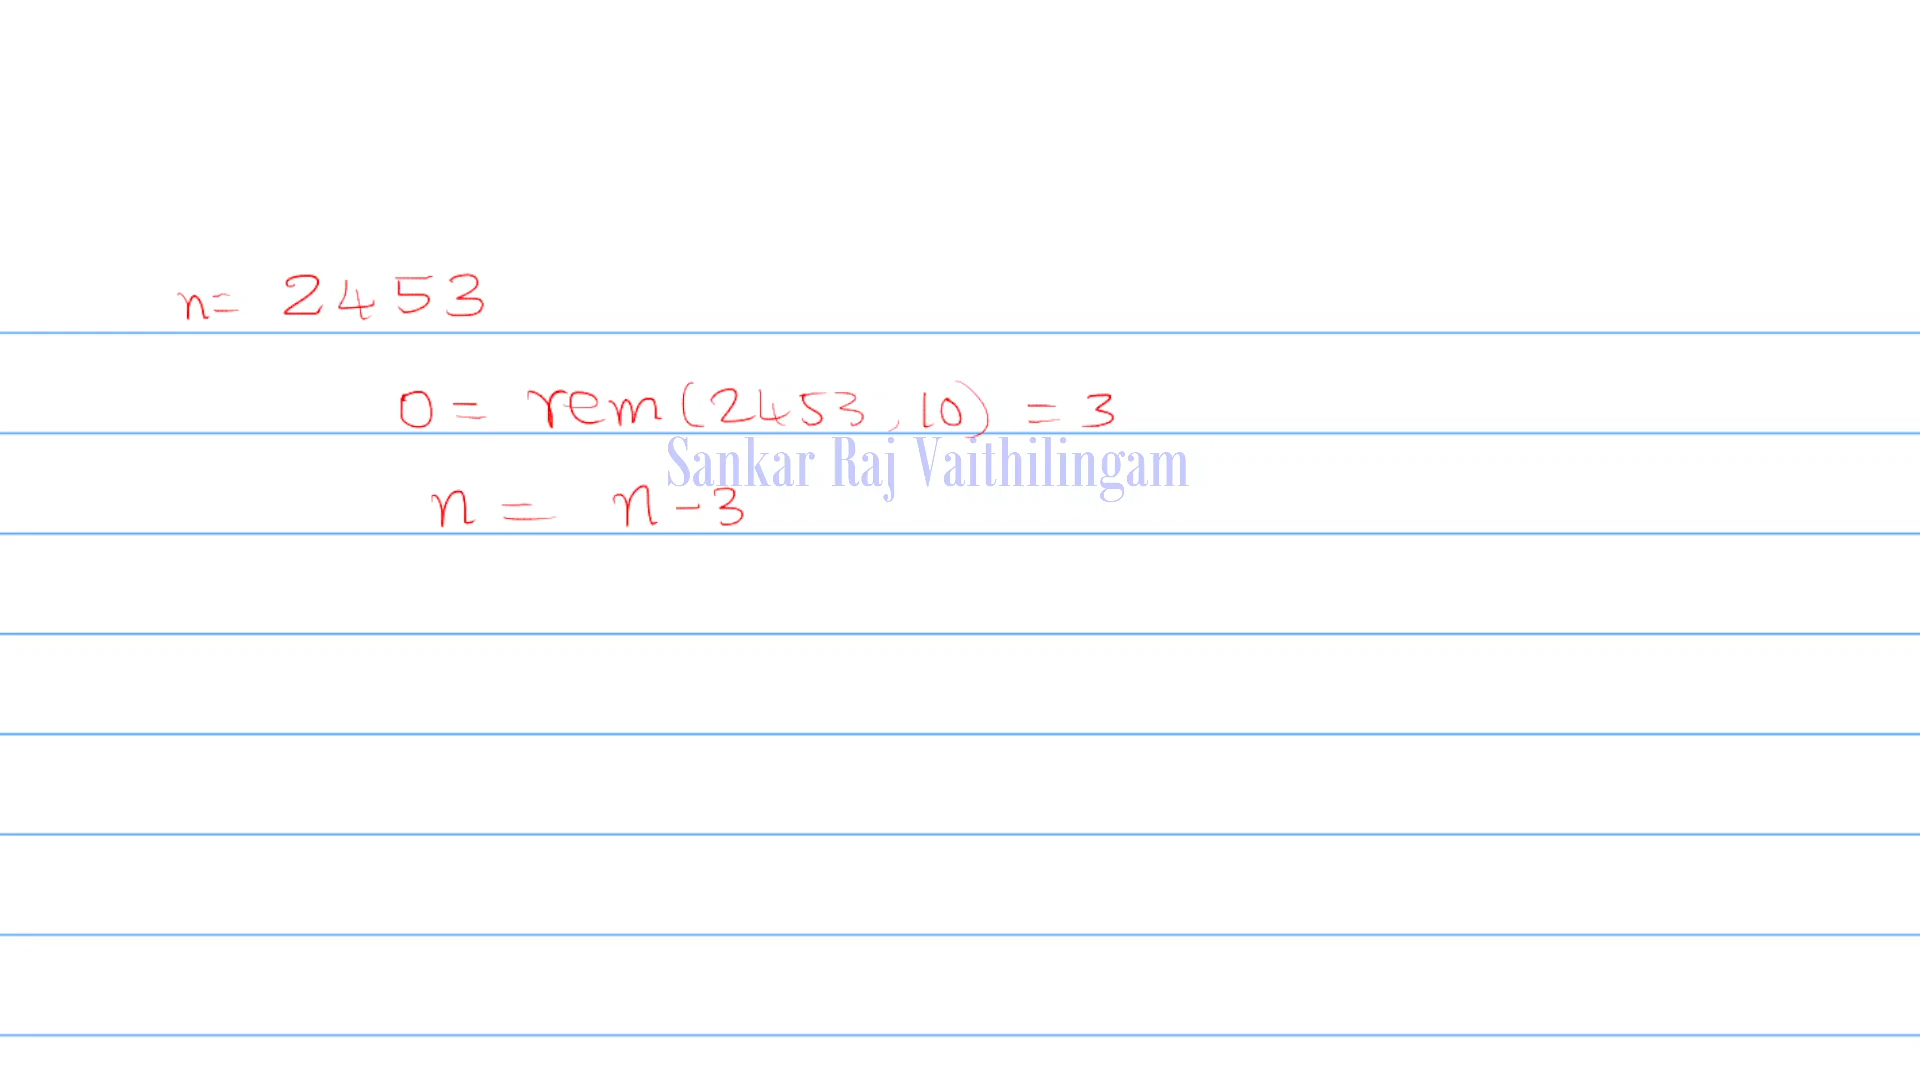 n= 2453
0 = rem(2453, 10) = 3
Sankar Raj Vaithilingam
n = n-3